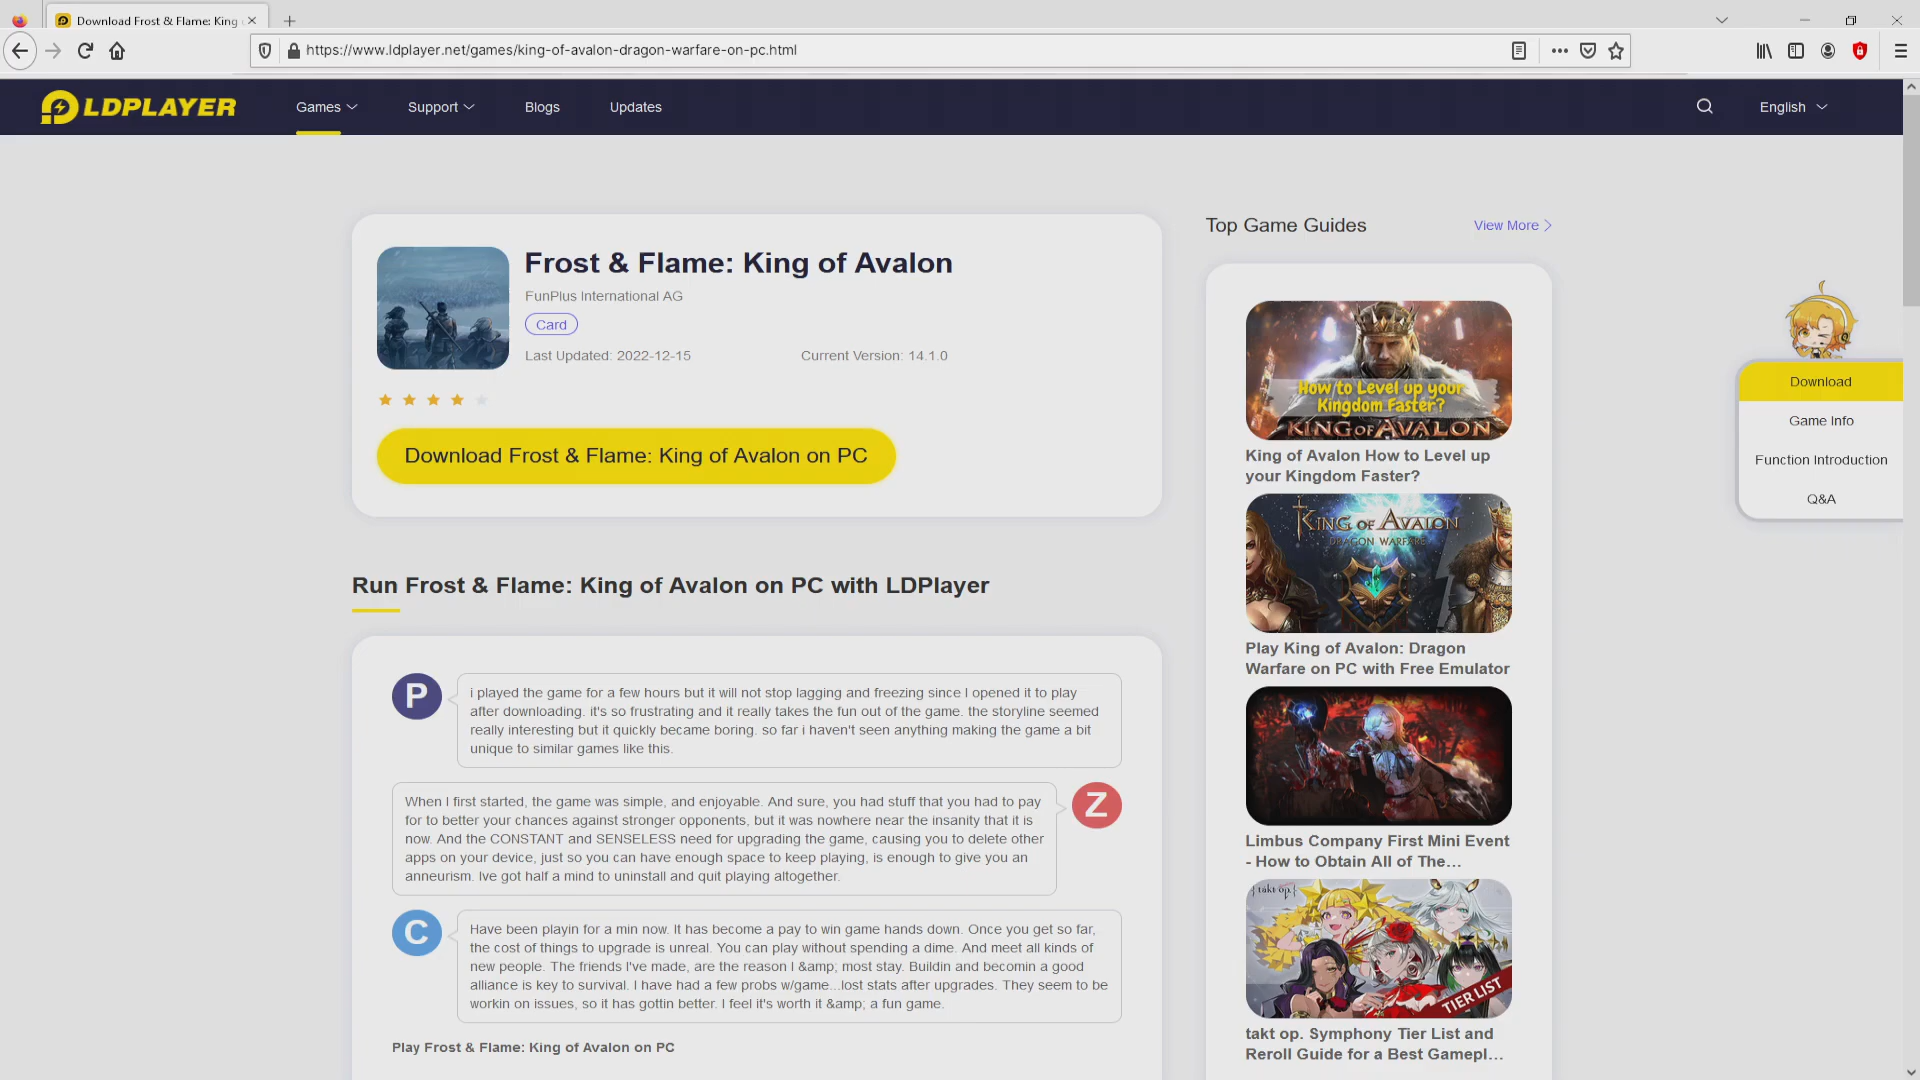 Download Frost & Flame: King
https://www.ldplayer.net/games/king-of-avalon-dragon-warfare-on-pc.html
LDPLAYER
Games
Support
Blogs
Updates
English
Frost & Flame: King of Avalon
FunPlus International AG
Card
Last Updated: 2022-12-15
Current Version: 14.1.0
Download Frost & Flame: King of Avalon on PC
Run Frost & Flame: King of Avalon on PC with LDPlayer
P
i played the game for a few hours but it will not stop lagging and freezing since I opened it to play
after downloading. it's so frustrating and it really takes the fun out of the game. the storyline seemed
really interesting but it quickly became boring. so far i haven't seen anything making the game a bit
unique to similar games like this.
When I first started, the game was simple, and enjoyable. And sure, you had stuff that you had to pay
for to better your chances against stronger opponents, but it was nowhere near the insanity that it is
now. And the CONSTANT and SENSELESS need for upgrading the game, causing you to delete other
apps on your device, just so you can have enough space to keep playing, is enough to give you an
anneurism. Ive got half a mind to uninstall and quit playing altogether.
Z
C
Have been playin for a min now. It has become a pay to win game hands down. Once you get so far,
the cost of things to upgrade is unreal. You can play without spending a dime. And meet all kinds of
new people. The friends I've made, are the reason I &amp; most stay. Buildin and becomin a good
alliance is key to survival. I have had a few probs w/game...lost stats after upgrades. They seem to be
workin on issues, so it has gottin better. I feel it's worth it &amp; a fun game.
Play Frost & Flame: King of Avalon on PC
Top Game Guides
View More
How to Level up your
Kingdom Faster?
KING OF AVALON
King of Avalon How to Level up
your Kingdom Faster?
KING OF AVALON
DRAGON WARFARE
Play King of Avalon: Dragon
Warfare on PC with Free Emulator
Limbus Company First Mini Event
- How to Obtain All of The...
takt op.
TIER LIST
takt op. Symphony Tier List and
Reroll Guide for a Best Gamepl...
Download
Game Info
Function Introduction
Q&A